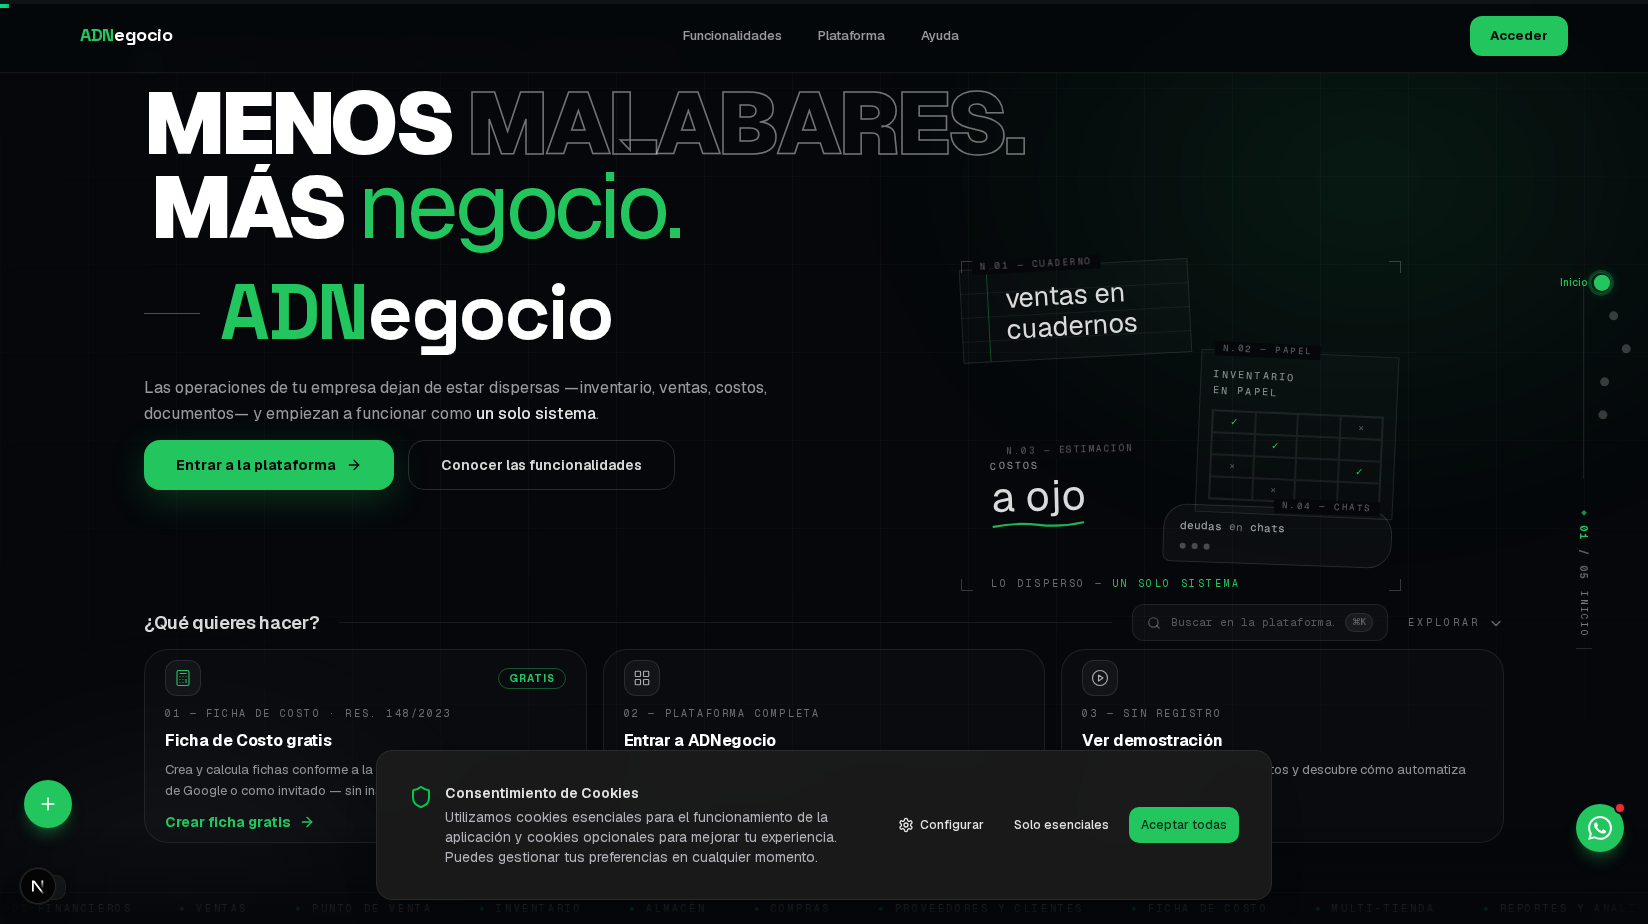 ADNegocio
Funcionalidades
Plataforma
Ayuda
Acceder
MENOS MALABARES.
MÁS negocio.
ADNegocio
Las operaciones de tu empresa dejan de estar dispersas —inventario, ventas, costos,
documentos— y empiezan a funcionar como un solo sistema.
Entrar a la plataforma
Conocer las funcionalidades
N.01 — CUADERNO
ventas en
cuadernos
N.02 — PAPEL
INVENTARIO
EN PAPEL
N.03 — ESTIMACIÓN
COSTOS
a ojo
N.04 — CHATS
deudas en chats
LO DISPERSO — UN SOLO SISTEMA
Inicio
01 / 05 INICIO
¿Qué quieres hacer?
Buscar en la plataforma.
⌘K
EXPLORAR
GRATIS
01 — FICHA DE COSTO · RES. 148/2023
Ficha de Costo gratis
Crea y calcula fichas conforme a la
de Google o como invitado — sin
Crear ficha gratis
02 — PLATAFORMA COMPLETA
Entrar a ADNegocio
03 — SIN REGISTRO
Ver demostración
y descubre cómo automatiza
Consentimiento de Cookies
Utilizamos cookies esenciales para el funcionamiento de la
aplicación y cookies opcionales para mejorar tu experiencia.
Puedes gestionar tus preferencias en cualquier momento.
Configurar
Solo esenciales
Aceptar todas
N
FINANCIEROS VENTAS PUNTO DE VENTA INVENTARIO ALMACÉN COMPRAS PROVEEDORES Y CLIENTES FICHA DE COSTO MULTI-TIENDA REPORTES Y